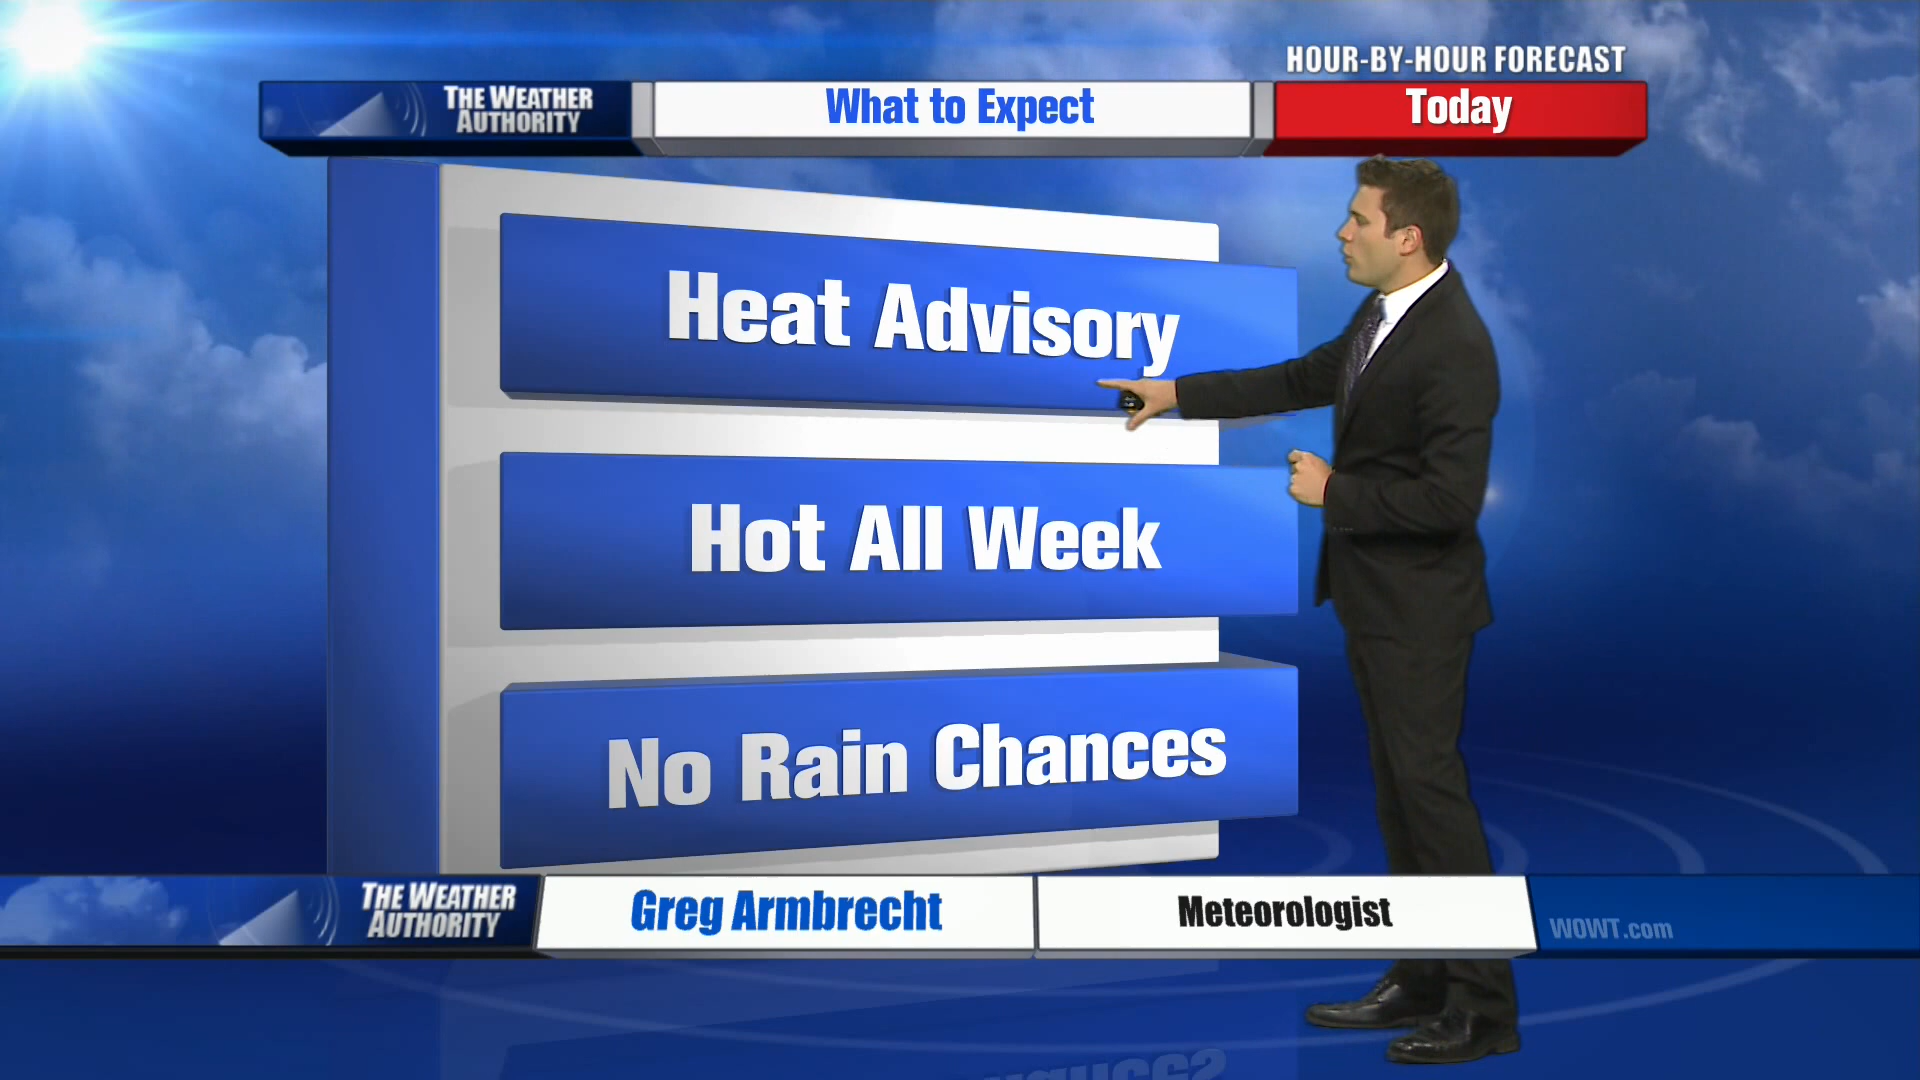 HOUR-BY-HOUR FORECAST
THE WEATHER
AUTHORITY
What to Expect
Today
Heat Advisory
Hot All Week
No Rain Chances
THE WEATHER
AUTHORITY
Greg Armbrecht
Meteorologist
WOWT.com